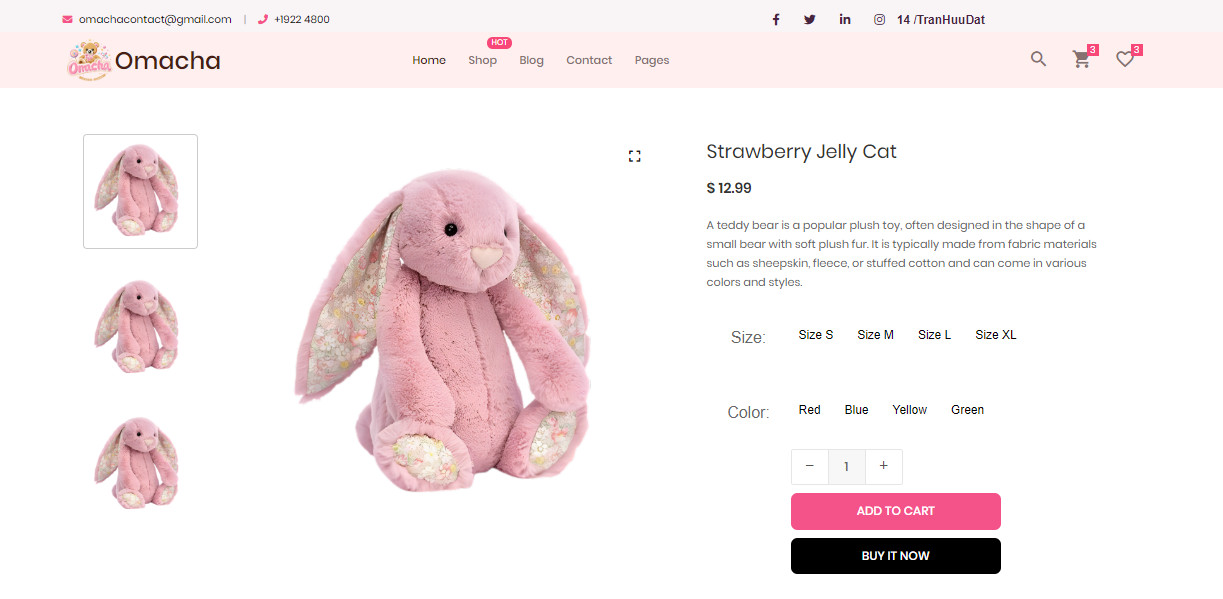 omachacontact@gmail.com | +1922 4800 14 /TranHuuDat
Omacha Omacha
HOT
Home Shop Blog Contact Pages
3 3
Strawberry Jelly Cat
$ 12.99
A teddy bear is a popular plush toy, often designed in the shape of a
small bear with soft plush fur. It is typically made from fabric materials
such as sheepskin, fleece, or stuffed cotton and can come in various
colors and styles.
Size: Size S Size M Size L Size XL
Color: Red Blue Yellow Green
− 1 +
ADD TO CART
BUY IT NOW